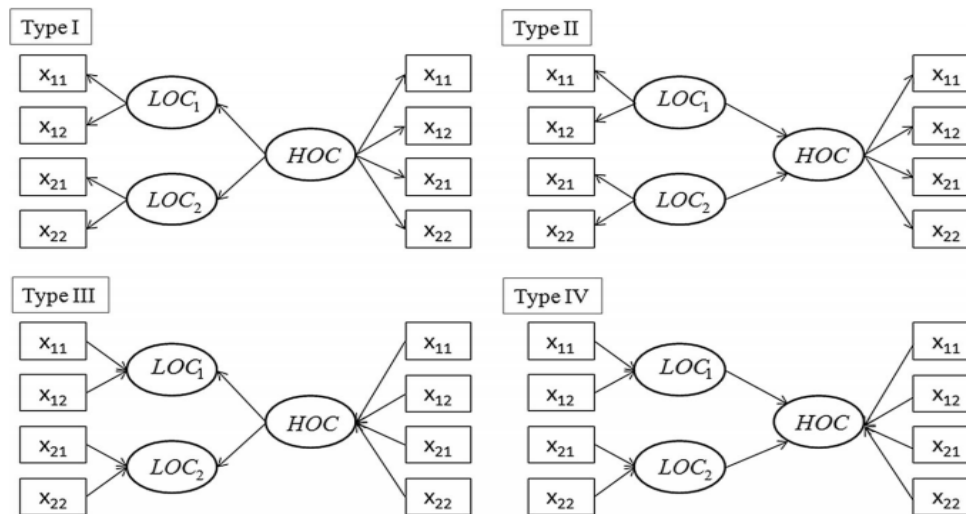 Type I
x11
x12
x21
x22
LOC1
LOC2
HOC
x11
x12
x21
x22
Type II
x11
x12
x21
x22
LOC1
LOC2
HOC
x11
x12
x21
x22
Type III
x11
x12
x21
x22
LOC1
LOC2
HOC
x11
x12
x21
x22
Type IV
x11
x12
x21
x22
LOC1
LOC2
HOC
x11
x12
x21
x22